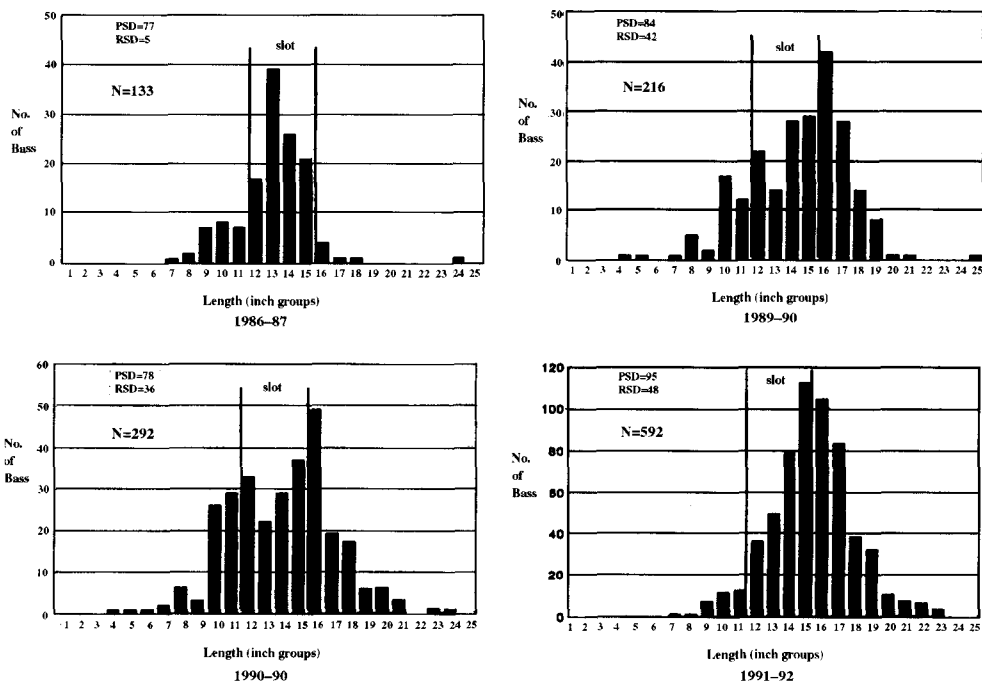 PSD=77
RSD=5
slot
N=133
No.
of
Bass
50
40
30
20
10
0
1 2 3 4 5 6 7 8 9 10 11 12 13 14 15 16 17 18 19 20 21 22 23 24 25
Length (inch groups)
1986–87
PSD=84
RSD=42
slot
N=216
No.
of
Bass
50
40
30
20
10
0
1 2 3 4 5 6 7 8 9 10 11 12 13 14 15 16 17 18 19 20 21 22 23 24 25
Length (inch groups)
1989–90
PSD=78
RSD=36
slot
N=292
No.
of
Bass
60
50
40
30
20
10
0
1 2 3 4 5 6 7 8 9 10 11 12 13 14 15 16 17 18 19 20 21 22 23 24 25
Length (inch groups)
1990–90
PSD=95
RSD=48
slot
N=592
No.
of
Bass
120
100
80
60
40
20
0
1 2 3 4 5 6 7 8 9 10 11 12 13 14 15 16 17 18 19 20 21 22 23 24 25
Length (inch groups)
1991–92